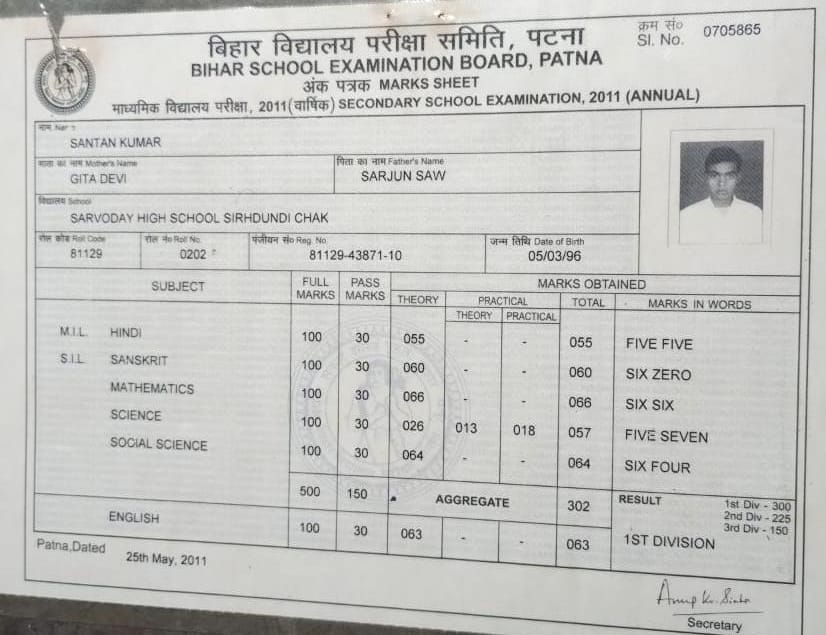 बिहार विद्यालय परीक्षा समिति, पटना
क्रम सं० Sl. No. 0705865
BIHAR SCHOOL EXAMINATION BOARD, PATNA
अंक पत्रक MARKS SHEET
माध्यमिक विद्यालय परीक्षा, 2011(वार्षिक) SECONDARY SCHOOL EXAMINATION, 2011 (ANNUAL)
नाम
SANTAN KUMAR
माता का नाम Mother's Name पिता का नाम Father's Name
GITA DEVI SARJUN SAW
विद्यालय School
SARVODAY HIGH SCHOOL SIRHDUNDI CHAK
रोल कोड Roll Code रोल नं० Roll No. पंजीयन सं० Reg. No. जन्म तिथि Date of Birth
81129 0202 81129-43871-10 05/03/96
SUBJECT FULL MARKS PASS MARKS MARKS OBTAINED
THEORY PRACTICAL TOTAL MARKS IN WORDS
THEORY PRACTICAL
M.I.L. HINDI 100 30 055 - - 055 FIVE FIVE
S.I.L. SANSKRIT 100 30 060 - - 060 SIX ZERO
MATHEMATICS 100 30 066 - - 066 SIX SIX
SCIENCE 100 30 026 013 018 057 FIVE SEVEN
SOCIAL SCIENCE 100 30 064 - - 064 SIX FOUR
500 150 AGGREGATE 302 RESULT 1st Div - 300
2nd Div - 225
3rd Div - 150
ENGLISH 100 30 063 - - 063 1ST DIVISION
Patna,Dated 25th May, 2011
Secretary